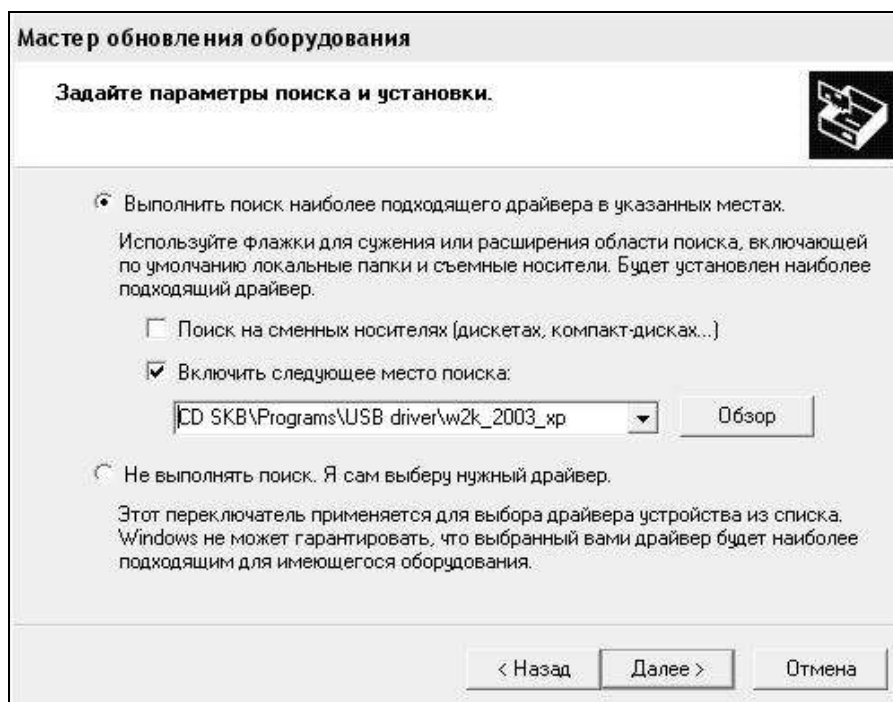 Мастер обновления оборудования
Задайте параметры поиска и установки.
Выполнить поиск наиболее подходящего драйвера в указанных местах.
Используйте флажки для сужения или расширения области поиска, включающей
по умолчанию локальные папки и съемные носители. Будет установлен наиболее
подходящий драйвер.
Поиск на сменных носителях (дискетах, компакт-дисках...)
Включить следующее место поиска:
CD SKB\Programs\USB driver\w2k_2003_xp
Обзор
Не выполнять поиск. Я сам выберу нужный драйвер.
Этот переключатель применяется для выбора драйвера устройства из списка.
Windows не может гарантировать, что выбранный вами драйвер будет наиболее
подходящим для имеющегося оборудования.
< Назад
Далее >
Отмена